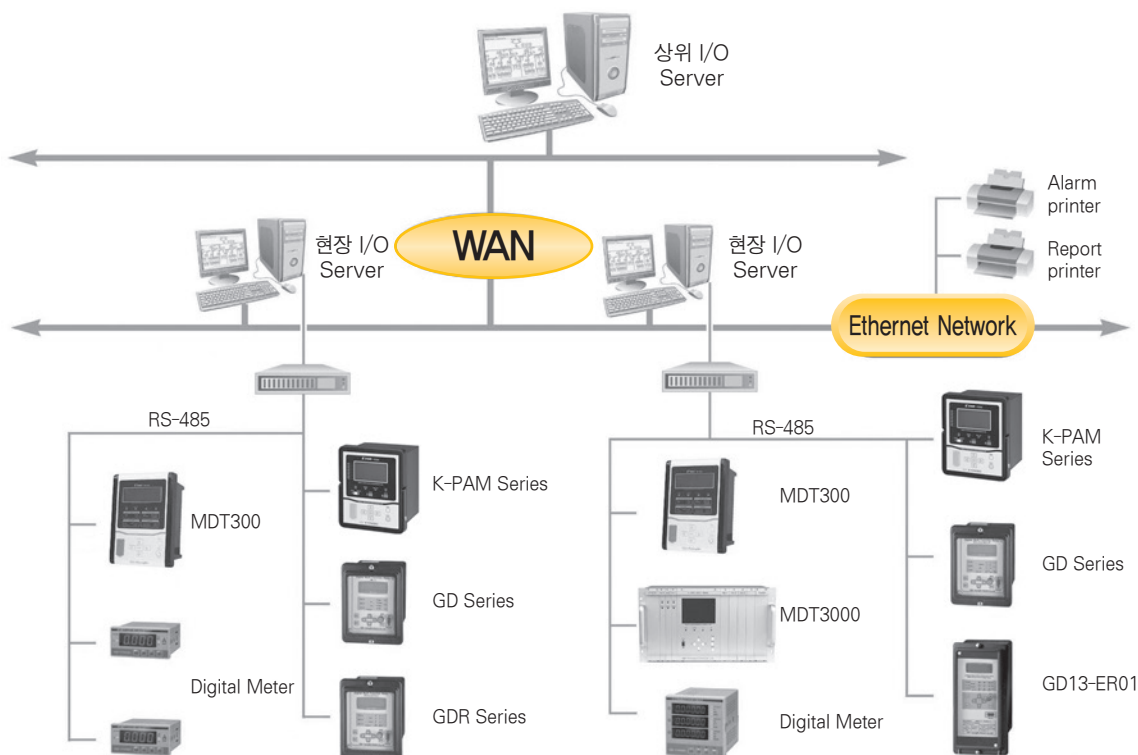 상위 I/O
Server
Alarm
printer
현장 I/O
Server
WAN
현장 I/O
Server
Report
printer
Ethernet Network
RS-485
MDT300
Digital Meter
K-PAM Series
GD Series
GDR Series
RS-485
MDT300
MDT3000
Digital Meter
K-PAM
Series
GD Series
GD13-ER01